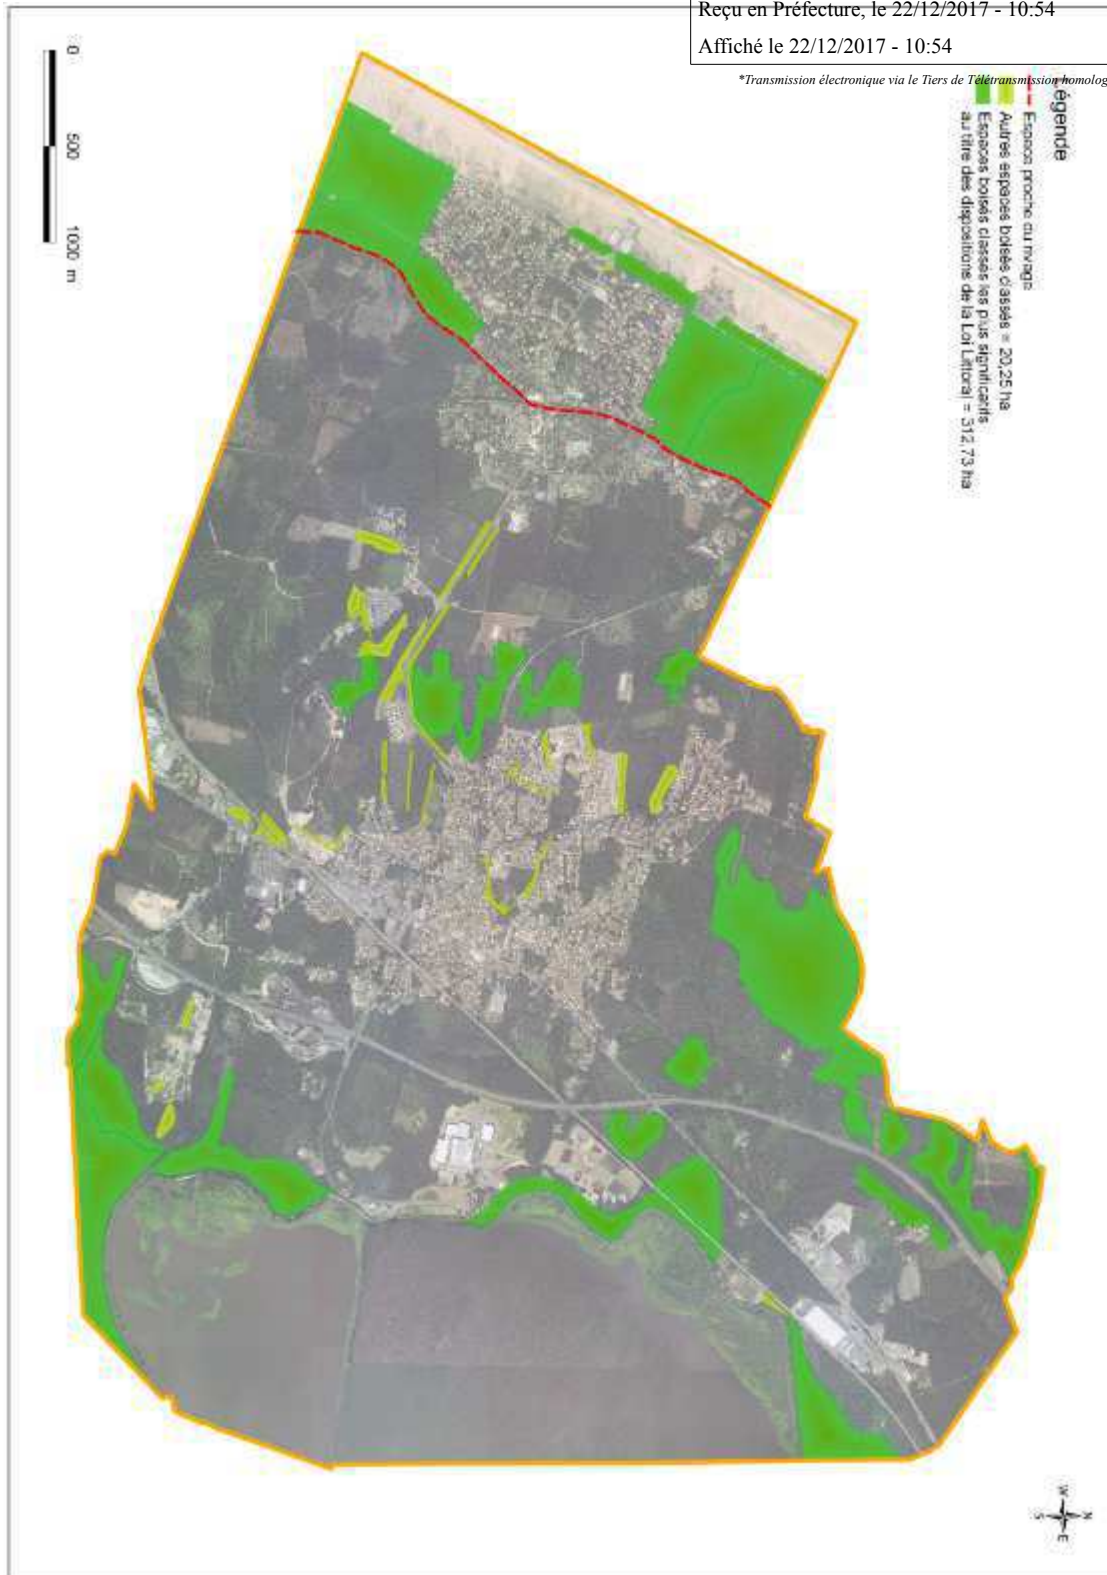 Reçu en Préfecture, le 22/12/2017 - 10:54
Affiché le 22/12/2017 - 10:54
*Transmission électronique via le Tiers de Télétransmission homolog
Légende
Espace proche du rivage
Autres espaces boisés classés = 20,25 ha
Espaces boisés classés les plus significatifs
au titre des dispositions de la Loi Littoral = 312,73 ha
0 500 1000 m
N
W E
S